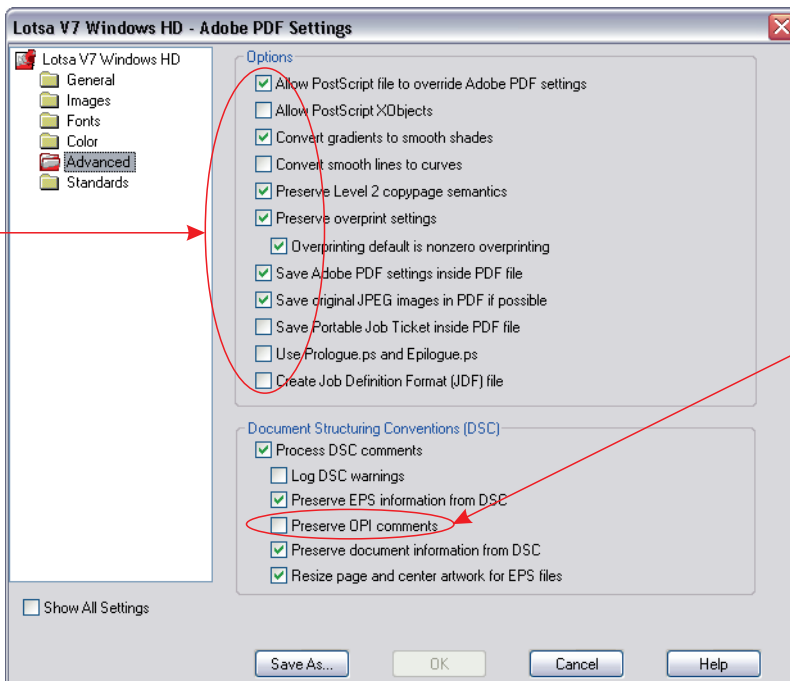 Lotsa V7 Windows HD - Adobe PDF Settings
Lotsa V7 Windows HD
General
Images
Fonts
Color
Advanced
Standards
Show All Settings
Options
Allow PostScript file to override Adobe PDF settings
Allow PostScript XObjects
Convert gradients to smooth shades
Convert smooth lines to curves
Preserve Level 2 copypage semantics
Preserve overprint settings
Overprinting default is nonzero overprinting
Save Adobe PDF settings inside PDF file
Save original JPEG images in PDF if possible
Save Portable Job Ticket inside PDF file
Use Prologue.ps and Epilogue.ps
Create Job Definition Format (JDF) file
Document Structuring Conventions (DSC)
Process DSC comments
Log DSC warnings
Preserve EPS information from DSC
Preserve OPI comments
Preserve document information from DSC
Resize page and center artwork for EPS files
Save As... OK Cancel Help